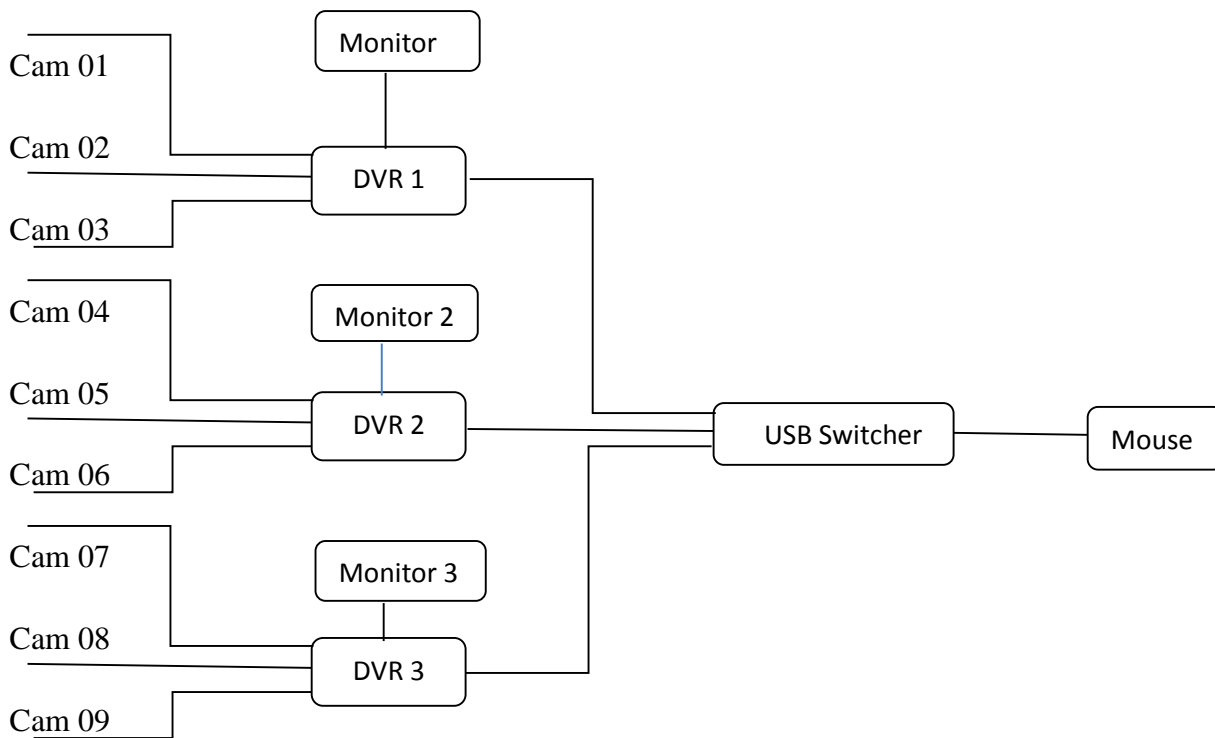 Monitor
Cam 01
Cam 02
DVR 1
Cam 03
Cam 04
Monitor 2
Cam 05
DVR 2
USB Switcher
Mouse
Cam 06
Cam 07
Monitor 3
Cam 08
DVR 3
Cam 09